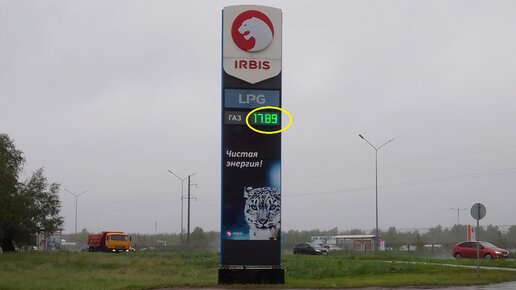 IRBIS
LPG
ГАЗ 17.89
Чистая
энергия!